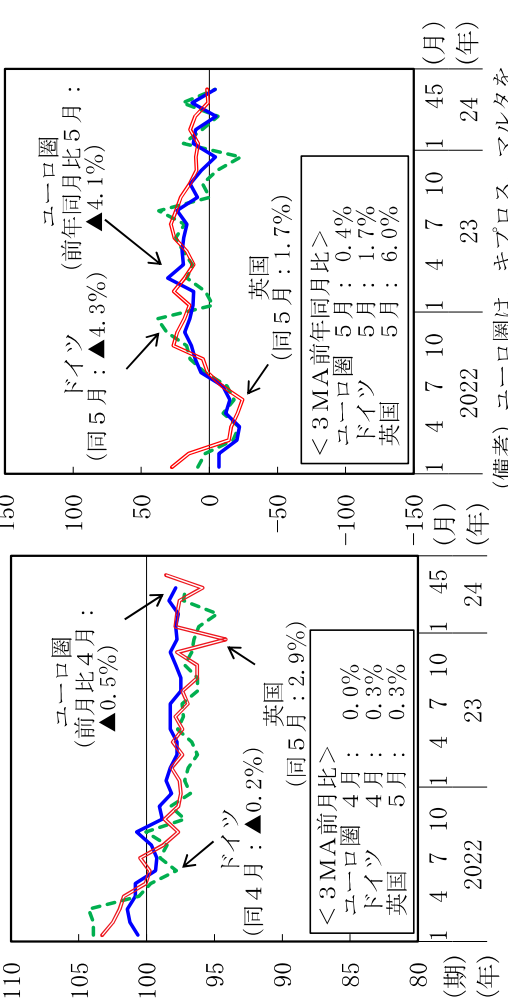 110
105
100
95
90
85
80
ユーロ圏
(前月比４月：
▲0.5%)
ドイツ
(同４月：▲0.2%)
英国
(同５月：2.9%)
＜３MA前月比＞
ユーロ圏　４月：　0.0%
ドイツ　４月：　0.3%
英国　５月：　0.3%
1 4 7 10 1 4 7 10 1 45 (期)
2022 23 24 (年)
150
100
50
0
−50
−100
−150
ユーロ圏
(前年同月比５月：
▲4.1%)
ドイツ
(同５月：▲4.3%)
英国
(同５月：1.7%)
＜３MA前年同月比＞
ユーロ圏　５月：　0.4%
ドイツ　５月：　1.7%
英国　５月：　6.0%
1 4 7 10 1 4 7 10 1 45 (月)
(月)
2022 23 24 (年)
(年)
(備考) ユーロ圏は　キプロス　マルタを